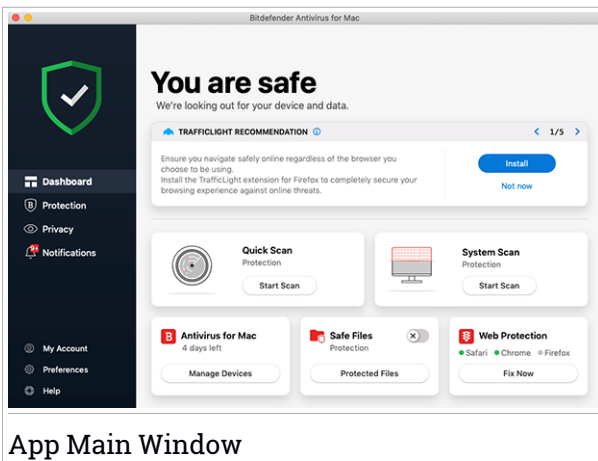 Bitdefender Antivirus for Mac
You are safe
We're looking out for your device and data.
TRAFFICLIGHT RECOMMENDATION
1/5
Ensure you navigate safely online regardless of the browser you
choose to be using.
Install the TrafficLight extension for Firefox to completely secure your
browsing experience against online threats.
Install
Not now
Dashboard
B Protection
Privacy
9+ Notifications
Quick Scan
Protection
Start Scan
System Scan
Protection
Start Scan
B Antivirus for Mac
4 days left
Manage Devices
Safe Files
Protection
Protected Files
Web Protection
Safari Chrome Firefox
Fix Now
My Account
Preferences
Help
App Main Window